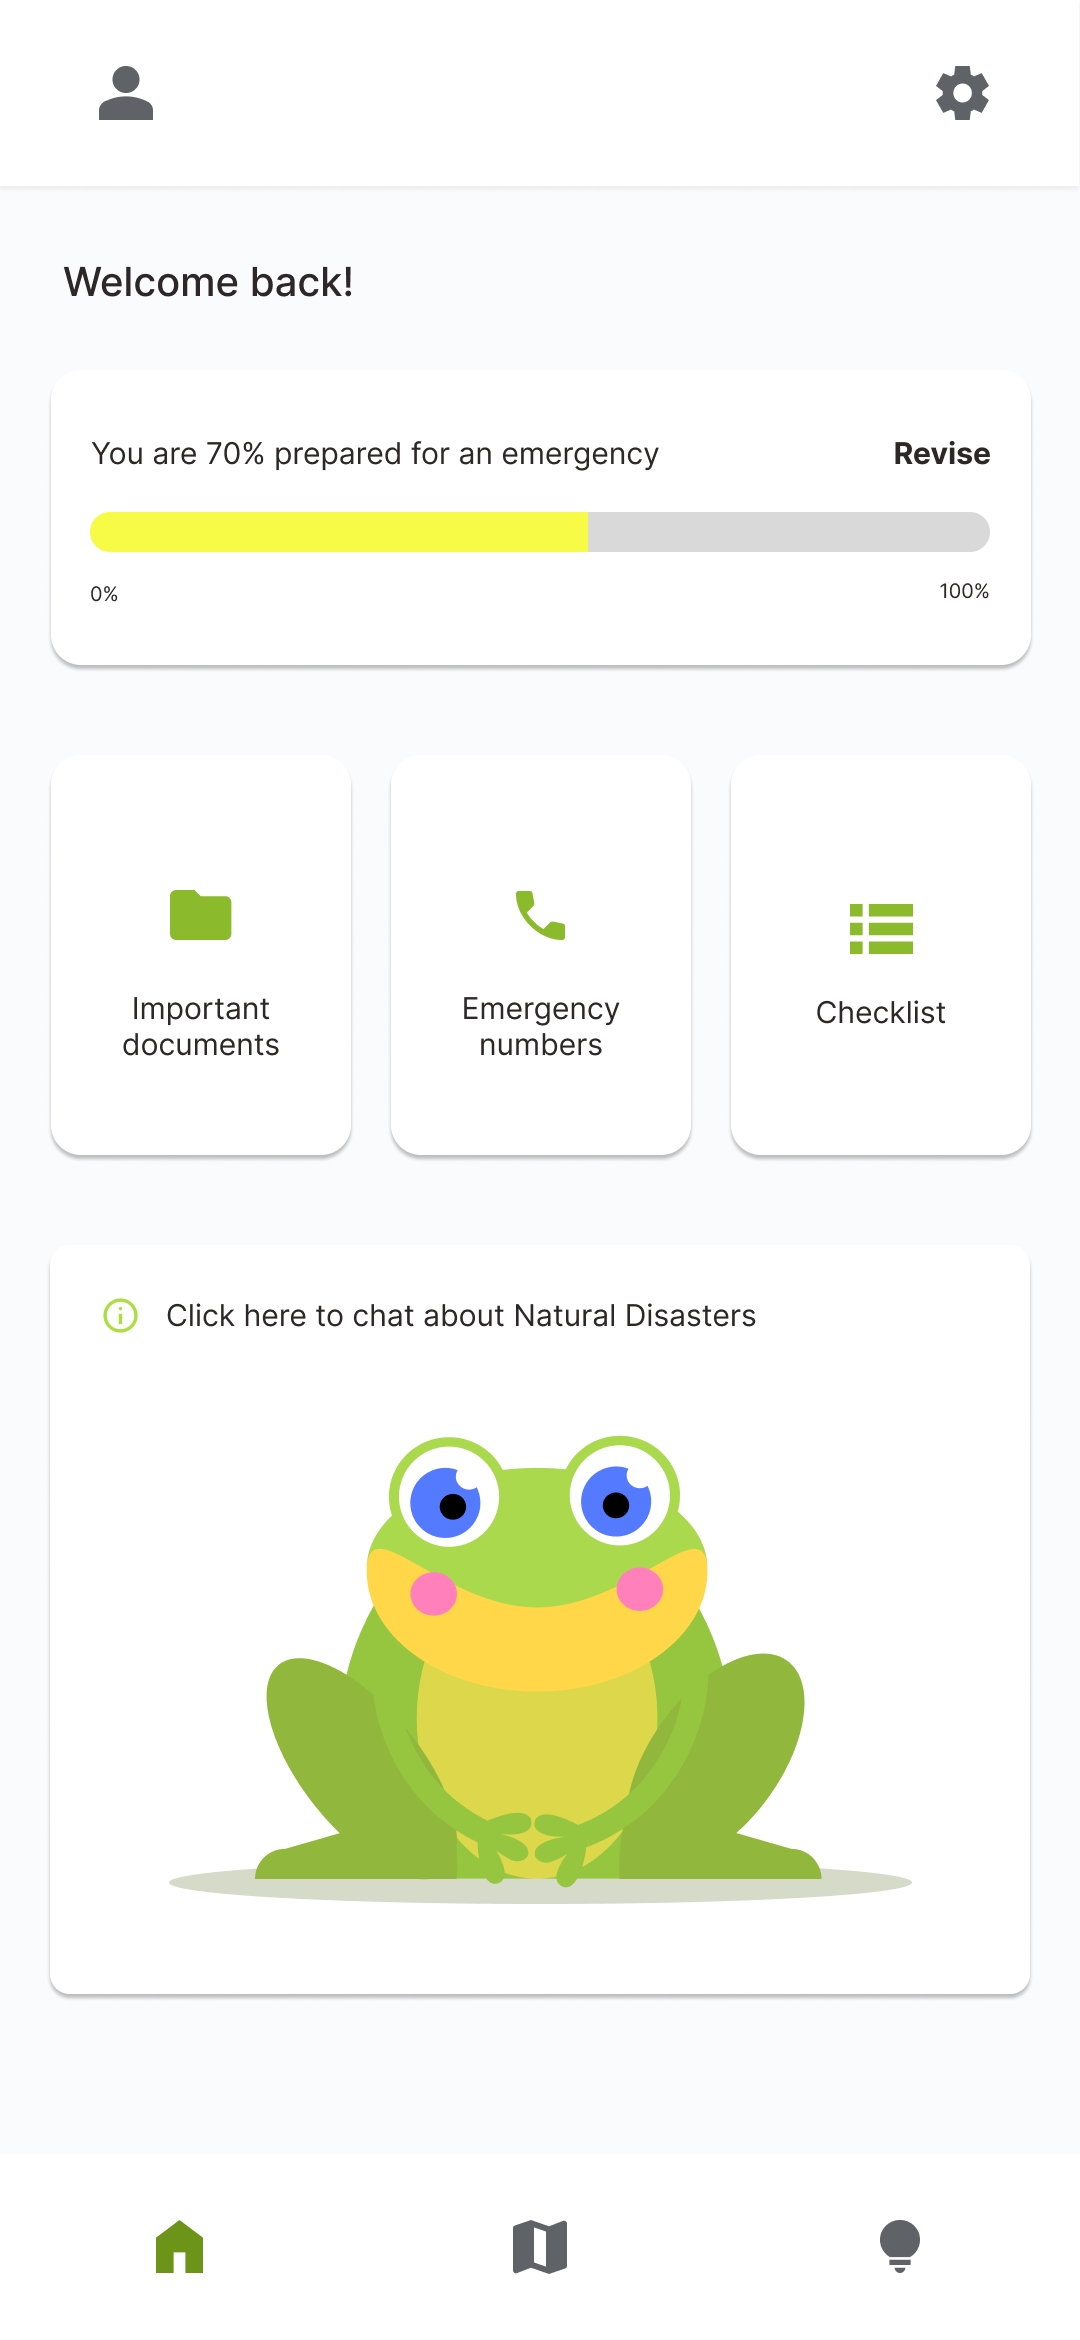 Welcome back!
You are 70% prepared for an emergency
Revise
0%
100%
Important
documents
Emergency
numbers
Checklist
Click here to chat about Natural Disasters